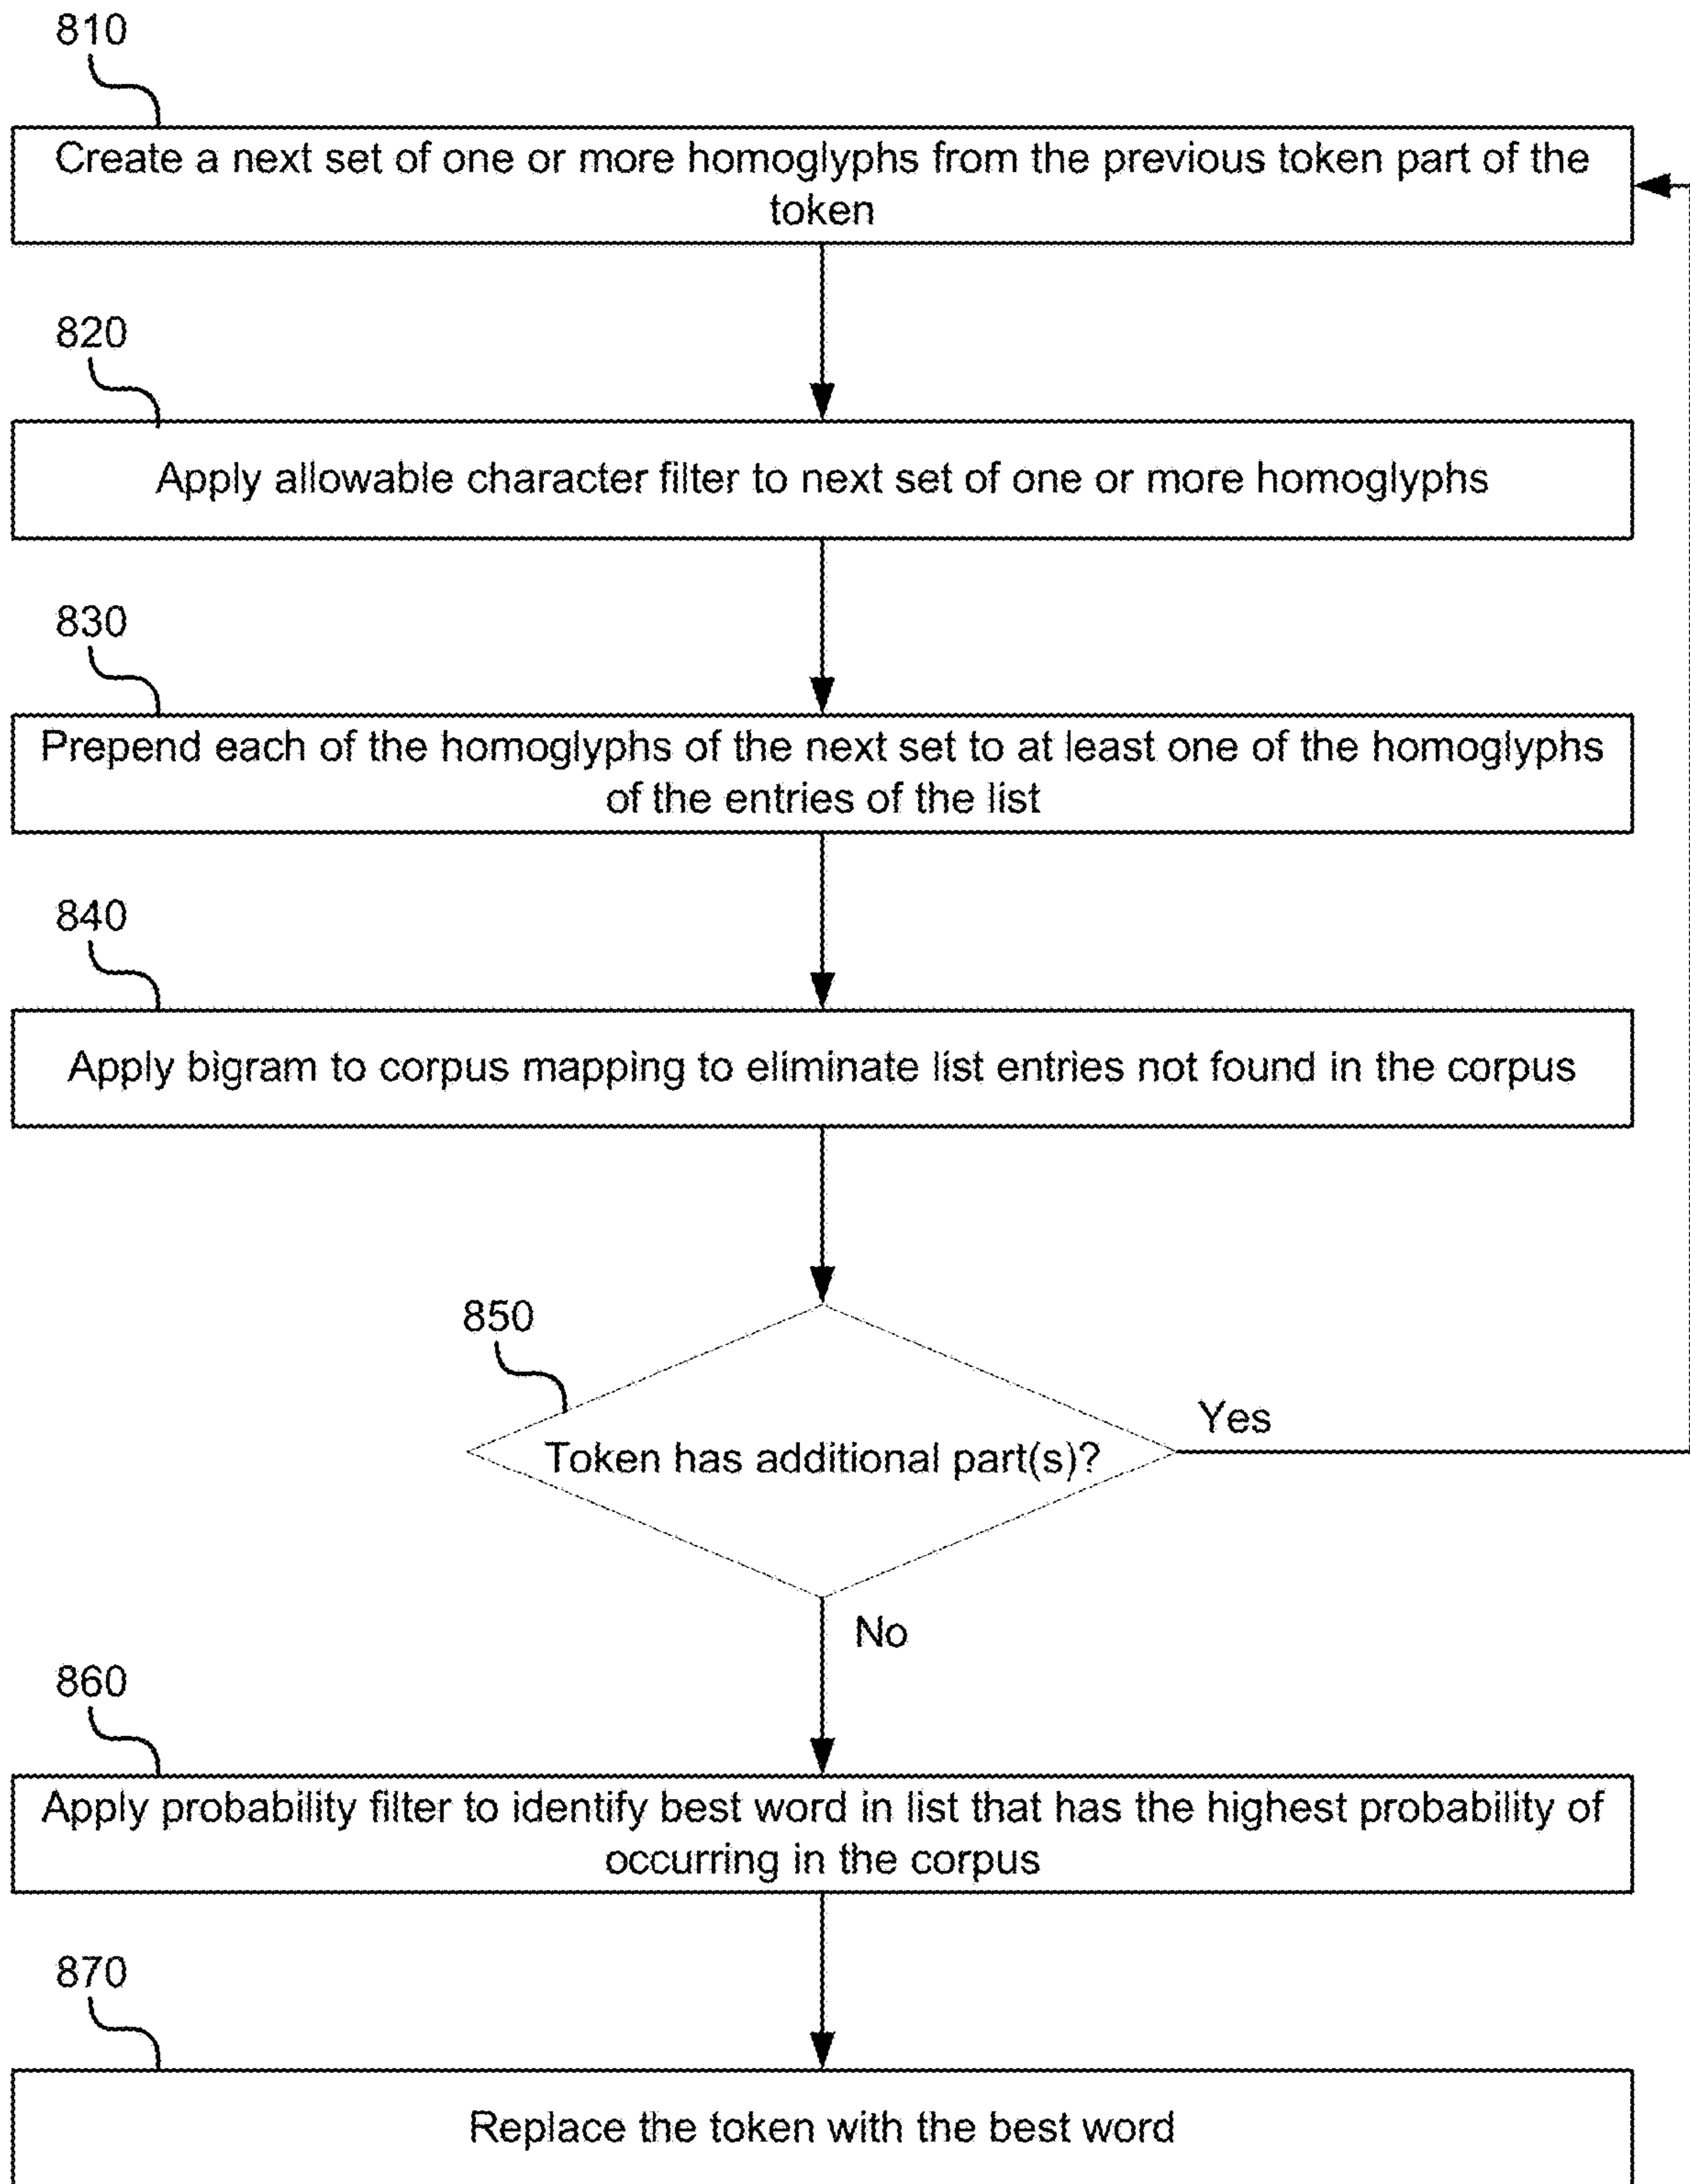 810
Create a next set of one or more homoglyphs from the previous token part of the
token
820
Apply allowable character filter to next set of one or more homoglyphs
830
Prepend each of the homoglyphs of the next set to at least one of the homoglyphs
of the entries of the list
840
Apply bigram to corpus mapping to eliminate list entries not found in the corpus
850
Token has additional part(s)?
Yes
No
860
Apply probability filter to identify best word in list that has the highest probability of
occurring in the corpus
870
Replace the token with the best word